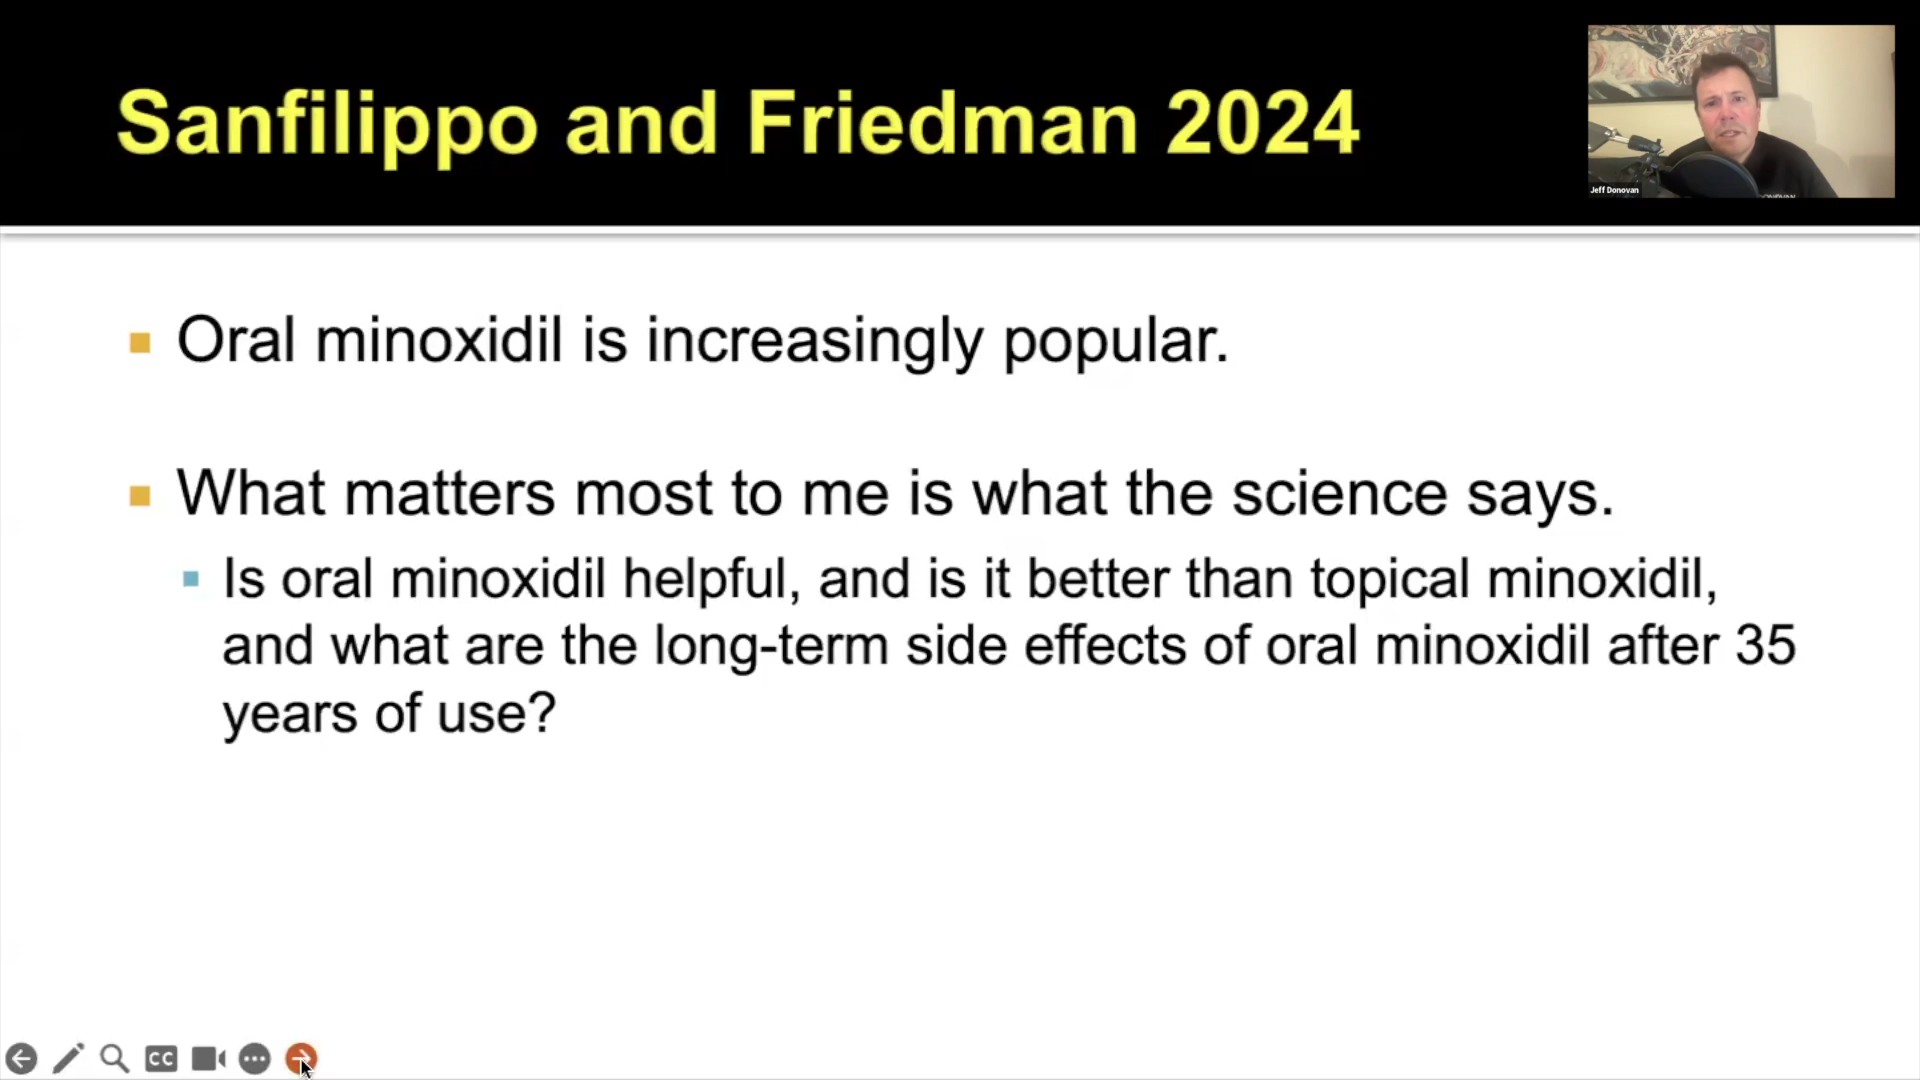 Sanfilippo and Friedman 2024
Jeff Donovan
Oral minoxidil is increasingly popular.
What matters most to me is what the science says.
Is oral minoxidil helpful, and is it better than topical minoxidil,
and what are the long-term side effects of oral minoxidil after 35
years of use?
CC